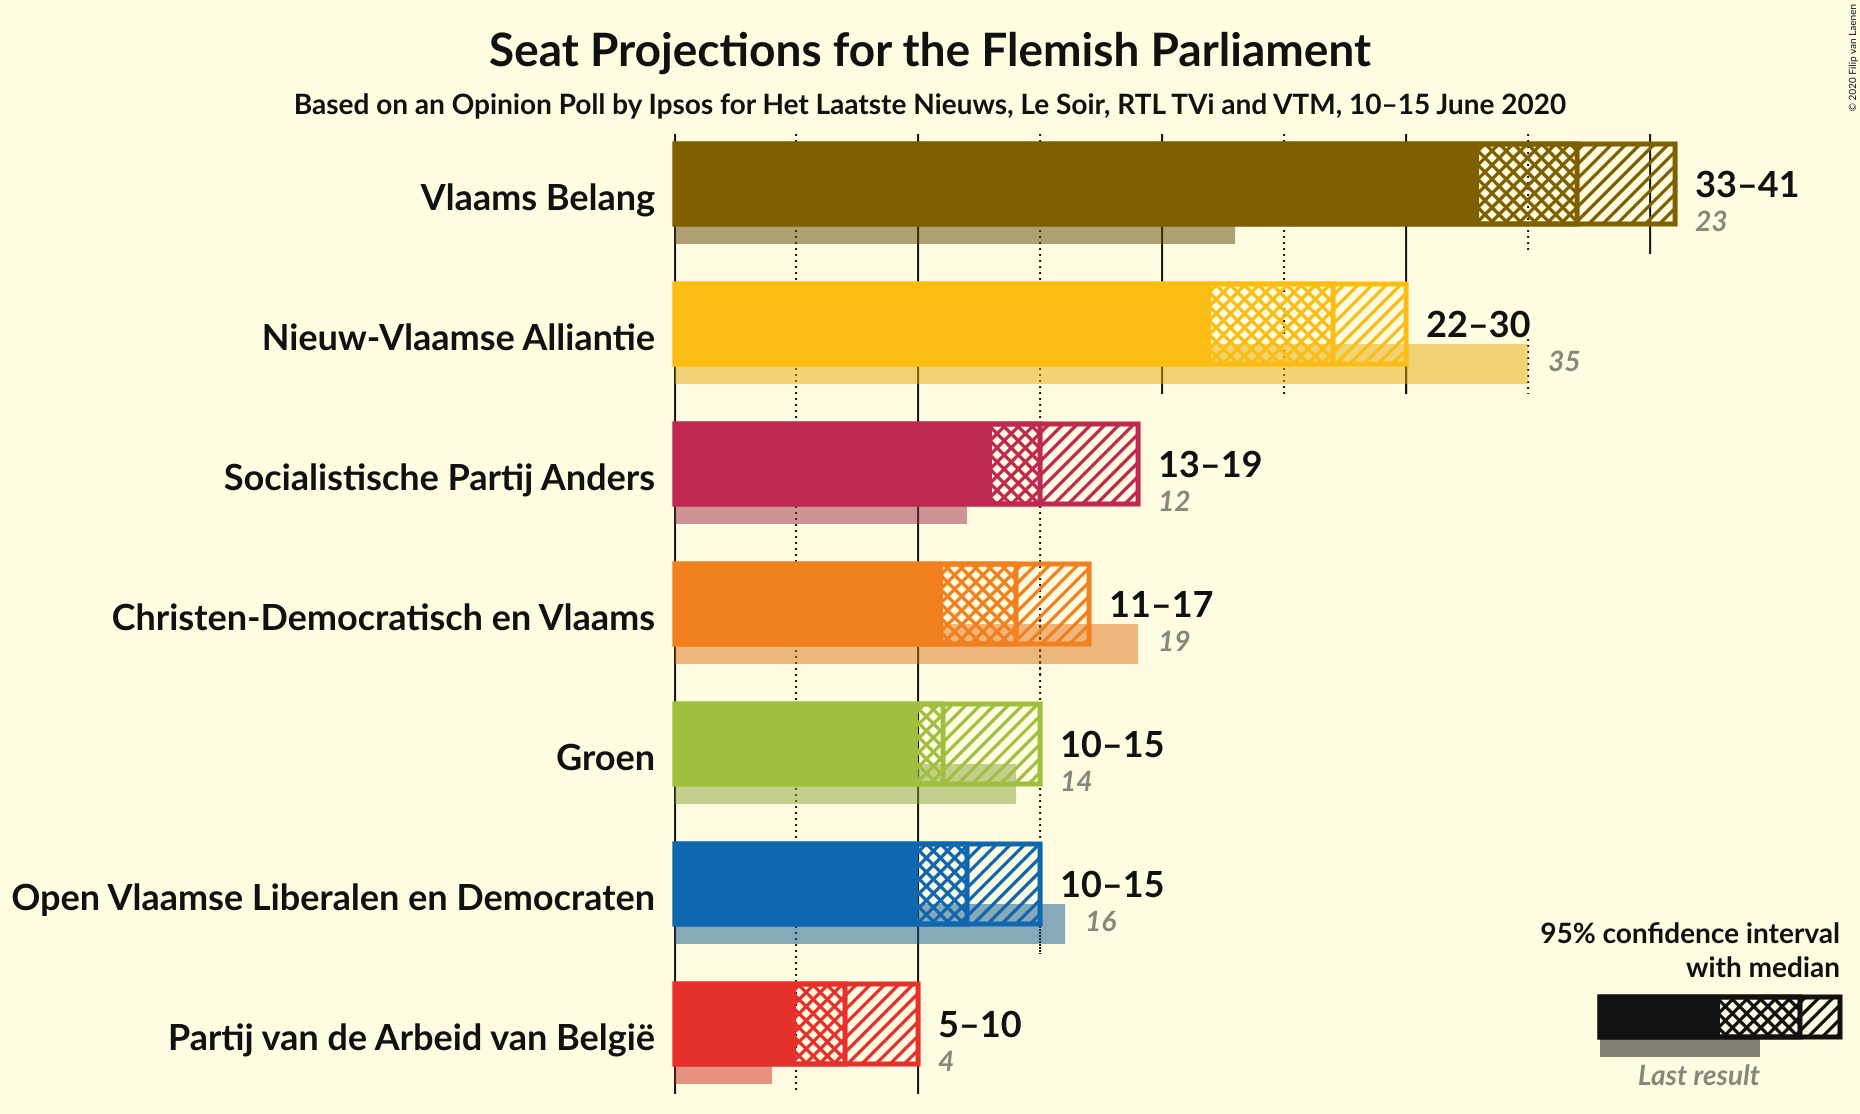 Seat Projections for the Flemish Parliament
Based on an Opinion Poll by Ipsos for Het Laatste Nieuws, Le Soir, RTL TVi and VTM, 10–15 June 2020
© 2020 Filip van Laenen
Vlaams Belang
33–41
23
Nieuw-Vlaamse Alliantie
22–30
35
Socialistische Partij Anders
13–19
12
Christen-Democratisch en Vlaams
11–17
19
Groen
10–15
14
Open Vlaamse Liberalen en Democraten
10–15
16
Partij van de Arbeid van België
5–10
4
95% confidence interval
with median
Last result